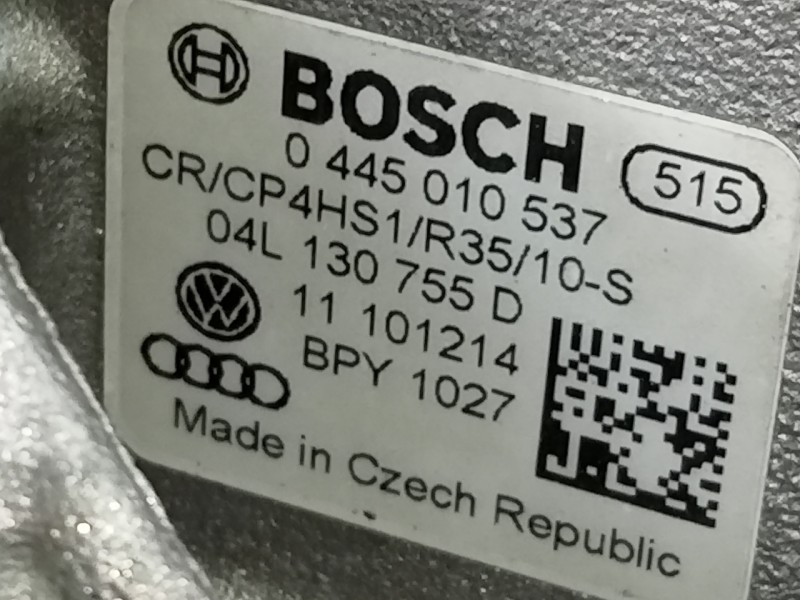 BOSCH
0 445 010 537
515
CR/CP4HS1/R35/10-S
04L 130 755 D
11 101214
BPY 1027
Made in Czech Republic